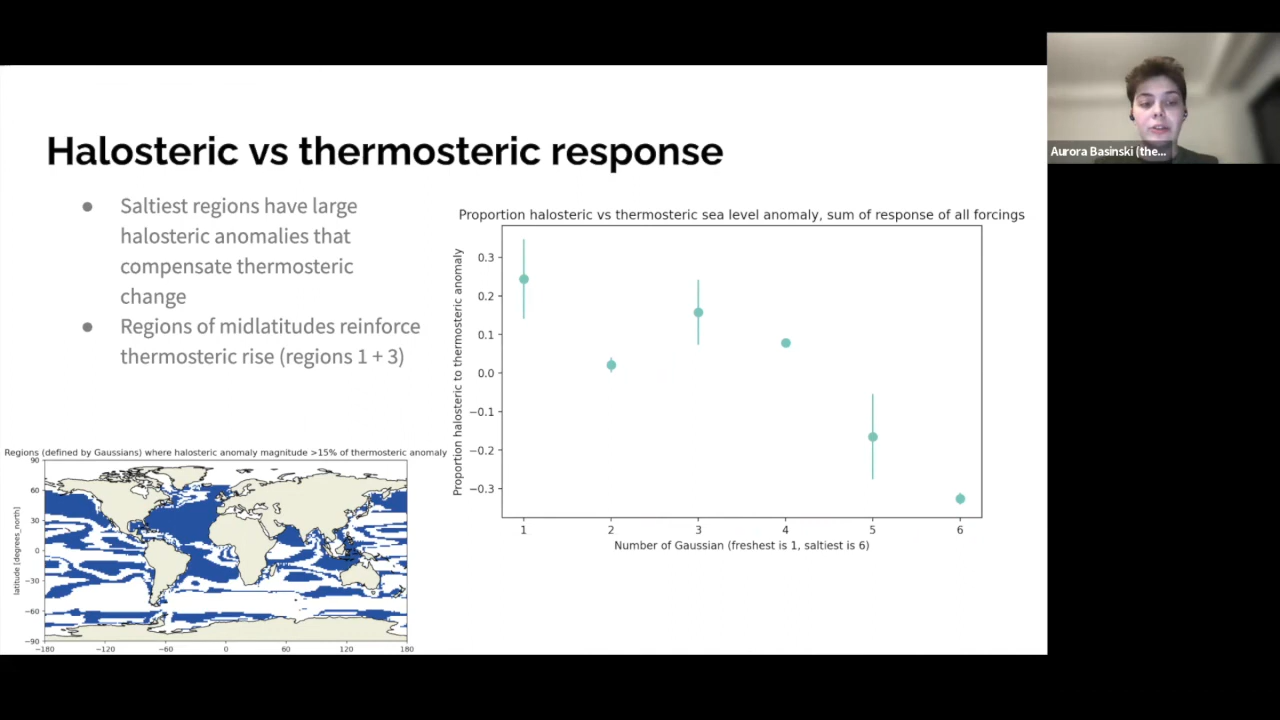 Halosteric vs thermosteric response
● Saltiest regions have large
halosteric anomalies that
compensate thermosteric
change
● Regions of midlatitudes reinforce
thermosteric rise (regions 1 + 3)
Proportion halosteric vs thermosteric sea level anomaly, sum of response of all forcings
Proportion halosteric to thermosteric anomaly
0.3
0.2
0.1
0.0
−0.1
−0.2
−0.3
1 2 3 4 5 6
Number of Gaussian (freshest is 1, saltiest is 6)
Regions (defined by Gaussians) where halosteric anomaly magnitude >15% of thermosteric anomaly
latitude [degrees_north]
90
60
30
0
−30
−60
−90
−180 −120 −60 0 60 120 180
Aurora Basinski (the...